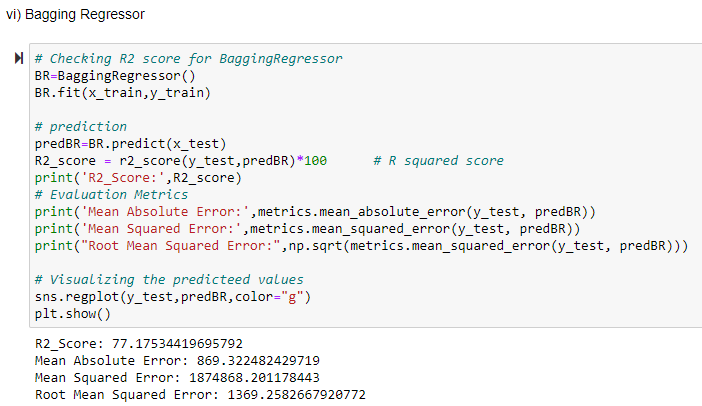 vi) Bagging Regressor
# Checking R2 score for BaggingRegressor
BR=BaggingRegressor()
BR.fit(x_train,y_train)
# prediction
predBR=BR.predict(x_test)
R2_score = r2_score(y_test,predBR)*100      # R squared score
print('R2_Score:',R2_score)
# Evaluation Metrics
print('Mean Absolute Error:',metrics.mean_absolute_error(y_test, predBR))
print('Mean Squared Error:',metrics.mean_squared_error(y_test, predBR))
print("Root Mean Squared Error:",np.sqrt(metrics.mean_squared_error(y_test, predBR)))
# Visualizing the predicteed values
sns.regplot(y_test,predBR,color="g")
plt.show()
R2_Score: 77.17534419695792
Mean Absolute Error: 869.322482429719
Mean Squared Error: 1874868.201178443
Root Mean Squared Error: 1369.2582667920772